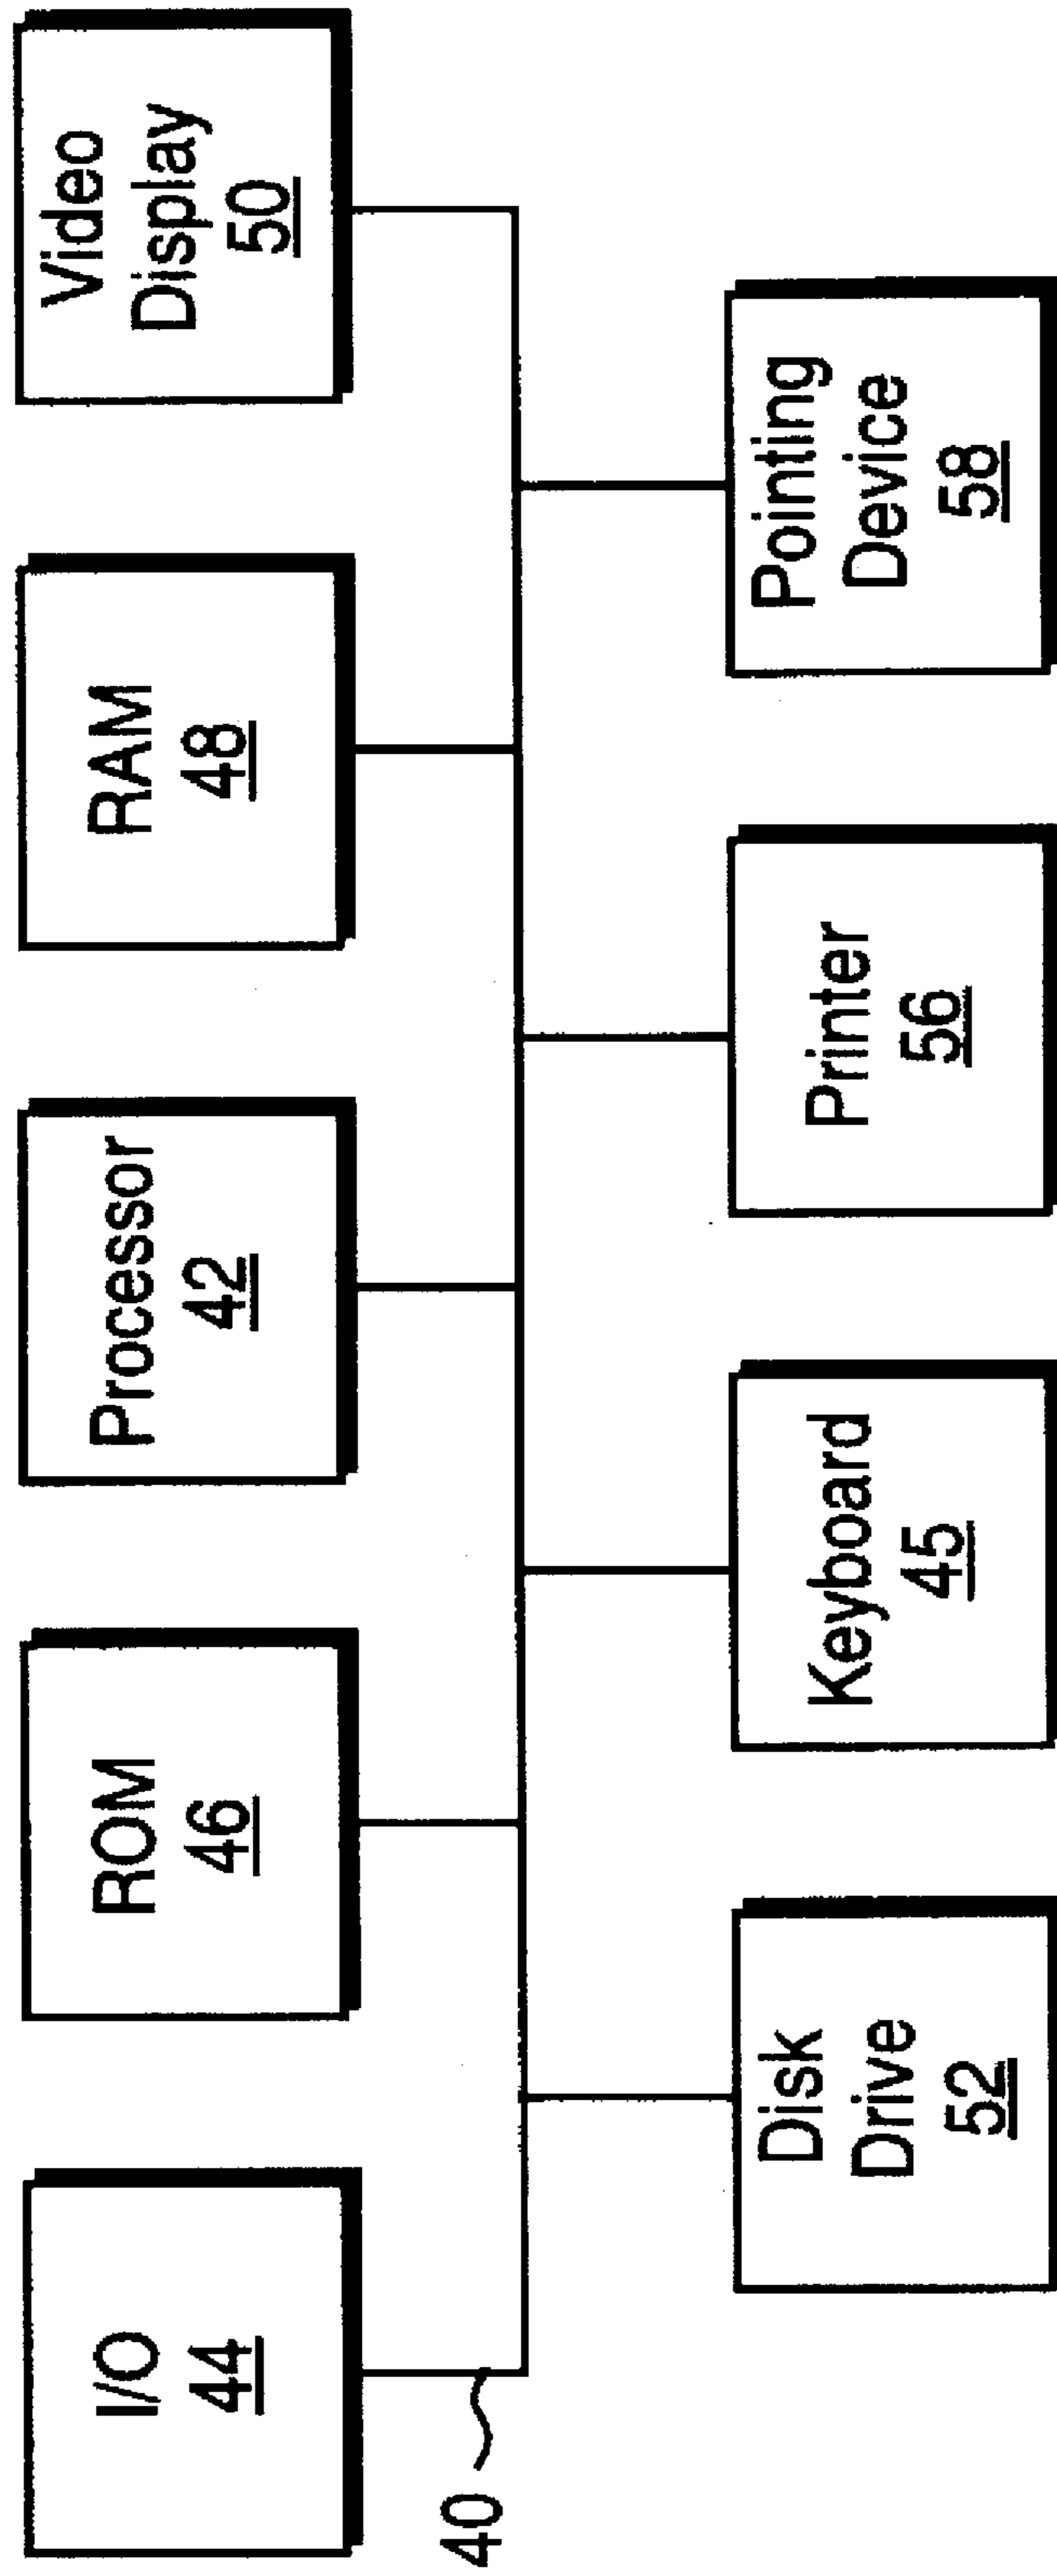 I/O
44
ROM
46
Processor
42
RAM
48
Video
Display
50
40
Disk
Drive
52
Keyboard
45
Printer
56
Pointing
Device
58